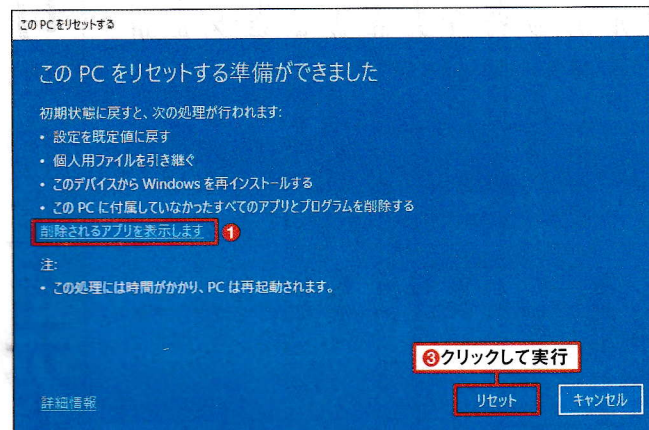 この PC をリセットする
この PC をリセットする準備ができました
初期状態に戻すと、次の処理が行われます:
• 設定を既定値に戻す
• 個人用ファイルを引き継ぐ
• このデバイスから Windows を再インストールする
• この PC に付属していなかったすべてのアプリとプログラムを削除する
削除されるアプリを表示します ❶
注:
• この処理には時間がかかり、PC は再起動されます。
❸クリックして実行
詳細情報 リセット キャンセル